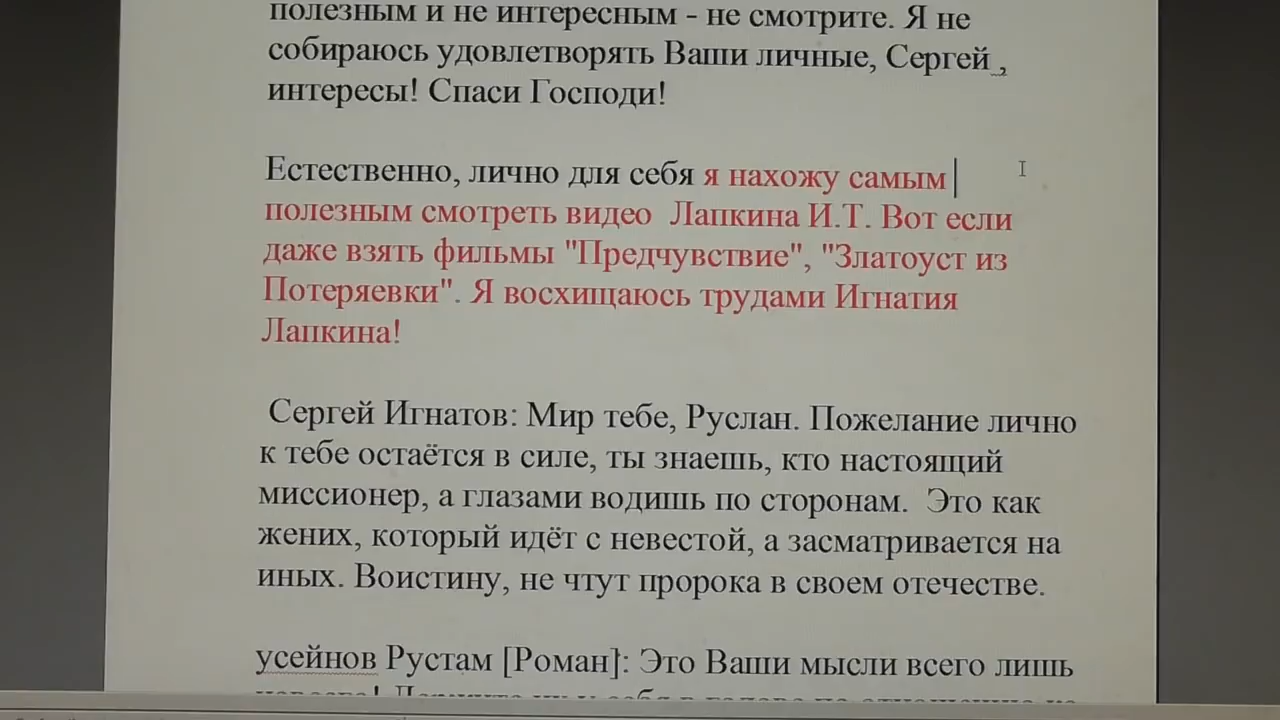 полезным и не интересным - не смотрите. Я не
собираюсь удовлетворять Ваши личные, Сергей ,
интересы! Спаси Господи!
Естественно, лично для себя я нахожу самым
полезным смотреть видео  Лапкина И.Т. Вот если
даже взять фильмы "Предчувствие", "Златоуст из
Потеряевки". Я восхищаюсь трудами Игнатия
Лапкина!
Сергей Игнатов: Мир тебе, Руслан. Пожелание лично
к тебе остаётся в силе, ты знаешь, кто настоящий
миссионер, а глазами водишь по сторонам.  Это как
жених, который идёт с невестой, а засматривается на
иных. Воистину, не чтут пророка в своем отечестве.
усейнов Рустам [Роман]: Это Ваши мысли всего лишь